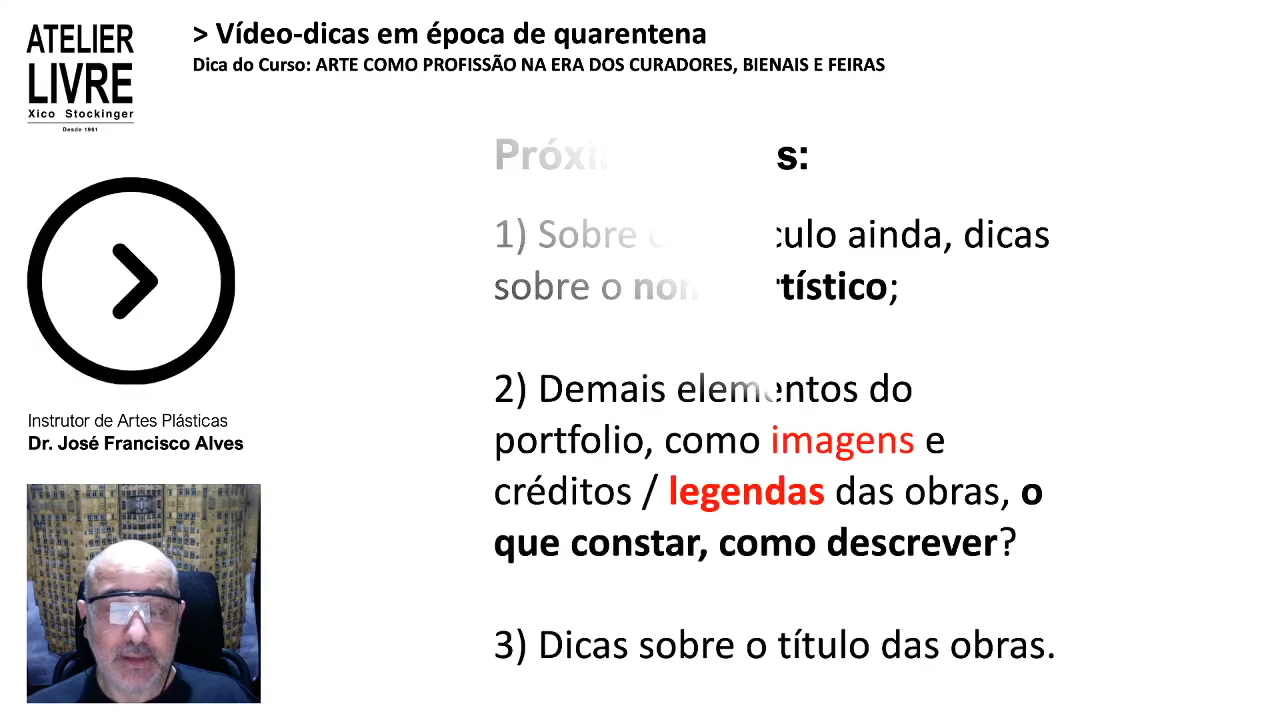 ATELIER
LIVRE
Xico Stockinger
Desde 1961
> Vídeo-dicas em época de quarentena
Dica do Curso: ARTE COMO PROFISSÃO NA ERA DOS CURADORES, BIENAIS E FEIRAS
Instrutor de Artes Plásticas
Dr. José Francisco Alves
1) Sobre ainda, dicas
sobre o
2) Demais elementos do
portfolio, como imagens e
créditos / legendas das obras, o
que constar, como descrever?
3) Dicas sobre o título das obras.